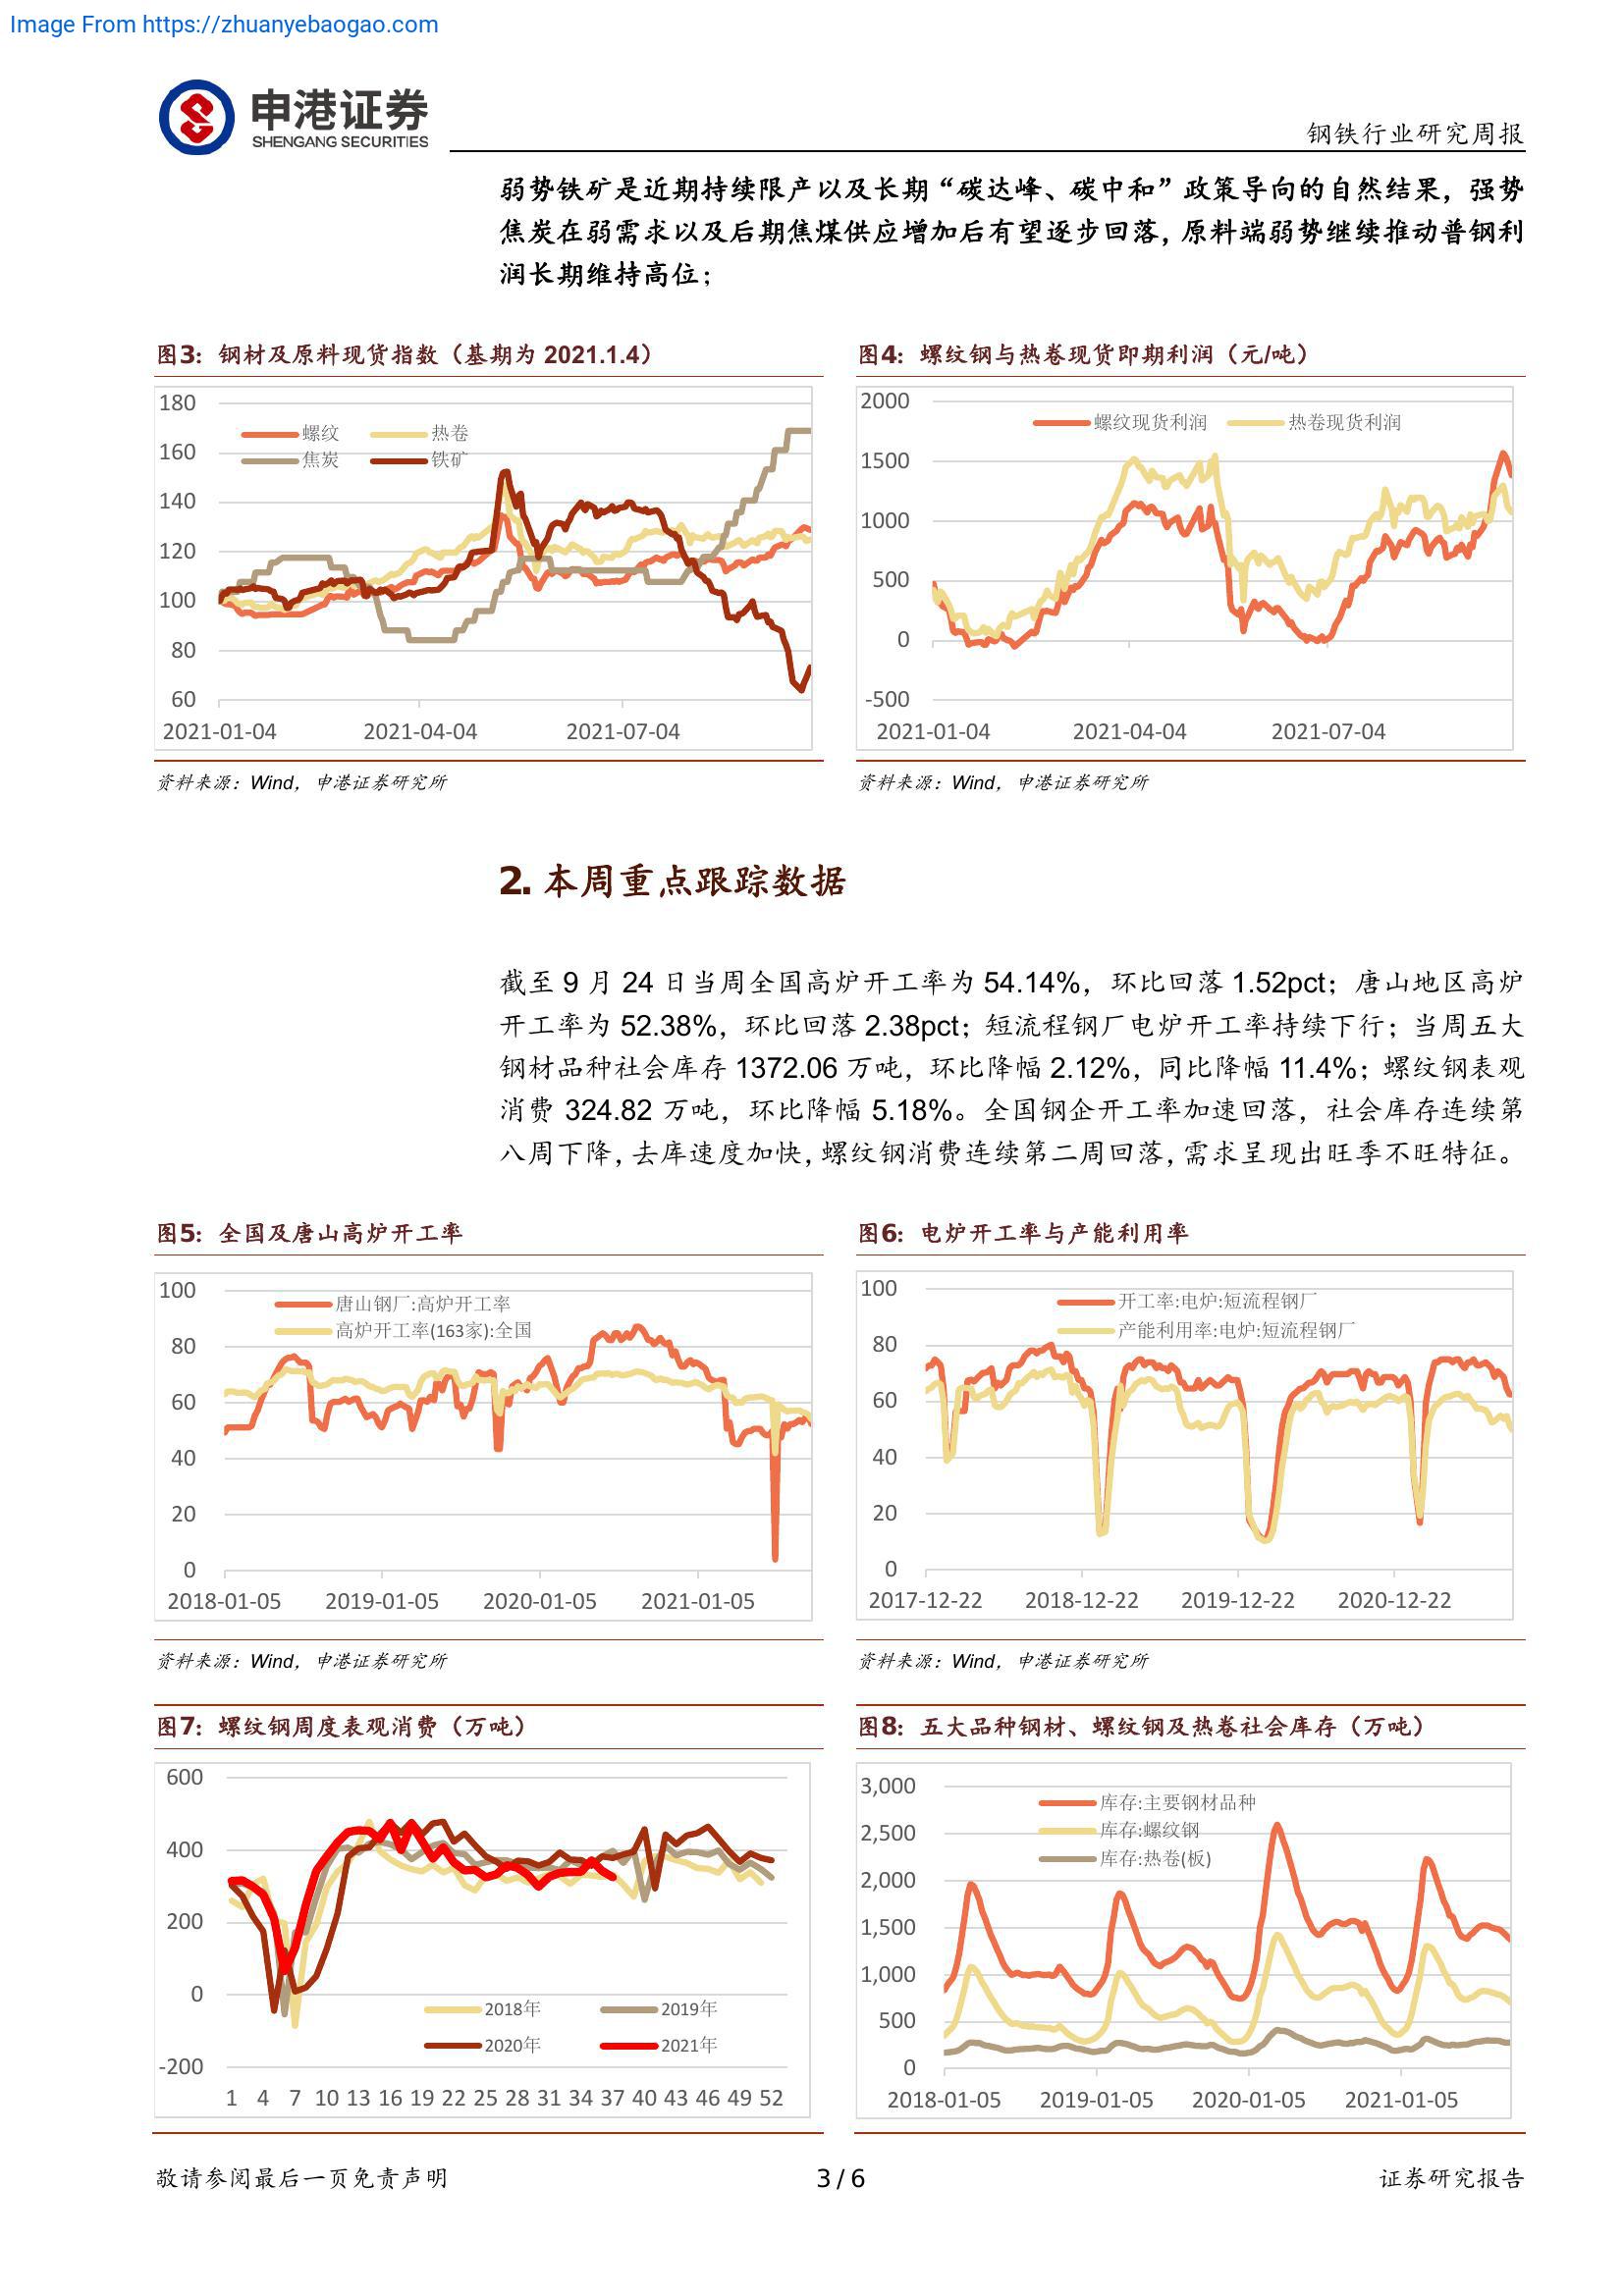 Image From https://zhuanyebaogao.com
申港证券
SHENGANG SECURITIES
钢铁行业研究周报
弱势铁矿是近期持续限产以及长期“碳达峰、碳中和”政策导向的自然结果，强势
焦炭在弱需求以及后期焦煤供应增加后有望逐步回落，原料端弱势继续推动普钢利
润长期维持高位；
图3: 钢材及原料现货指数（基期为 2021.1.4）
180
160
140
120
100
80
60
螺纹
热卷
焦炭
铁矿
2021-01-04 2021-04-04 2021-07-04
资料来源：Wind，申港证券研究所
图4: 螺纹钢与热卷现货即期利润（元/吨）
2000
1500
1000
500
0
-500
螺纹现货利润
热卷现货利润
2021-01-04 2021-04-04 2021-07-04
资料来源：Wind，申港证券研究所
2. 本周重点跟踪数据
截至 9 月 24 日当周全国高炉开工率为 54.14%，环比回落 1.52pct；唐山地区高炉
开工率为 52.38%，环比回落 2.38pct；短流程钢厂电炉开工率持续下行；当周五大
钢材品种社会库存 1372.06 万吨，环比降幅 2.12%，同比降幅 11.4%；螺纹钢表观
消费 324.82 万吨，环比降幅 5.18%。全国钢企开工率加速回落，社会库存连续第
八周下降，去库速度加快，螺纹钢消费连续第二周回落，需求呈现出旺季不旺特征。
图5: 全国及唐山高炉开工率
100
80
60
40
20
0
唐山钢厂:高炉开工率
高炉开工率(163家):全国
2018-01-05 2019-01-05 2020-01-05 2021-01-05
资料来源：Wind，申港证券研究所
图6: 电炉开工率与产能利用率
100
80
60
40
20
0
开工率:电炉:短流程钢厂
产能利用率:电炉:短流程钢厂
2017-12-22 2018-12-22 2019-12-22 2020-12-22
资料来源：Wind，申港证券研究所
图7: 螺纹钢周度表观消费（万吨）
600
400
200
0
-200
2018年
2019年
2020年
2021年
1 4 7 10 13 16 19 22 25 28 31 34 37 40 43 46 49 52
图8: 五大品种钢材、螺纹钢及热卷社会库存（万吨）
3,000
2,500
2,000
1,500
1,000
500
0
库存:主要钢材品种
库存:螺纹钢
库存:热卷(板)
2018-01-05 2019-01-05 2020-01-05 2021-01-05
敬请参阅最后一页免责声明
3 / 6
证券研究报告